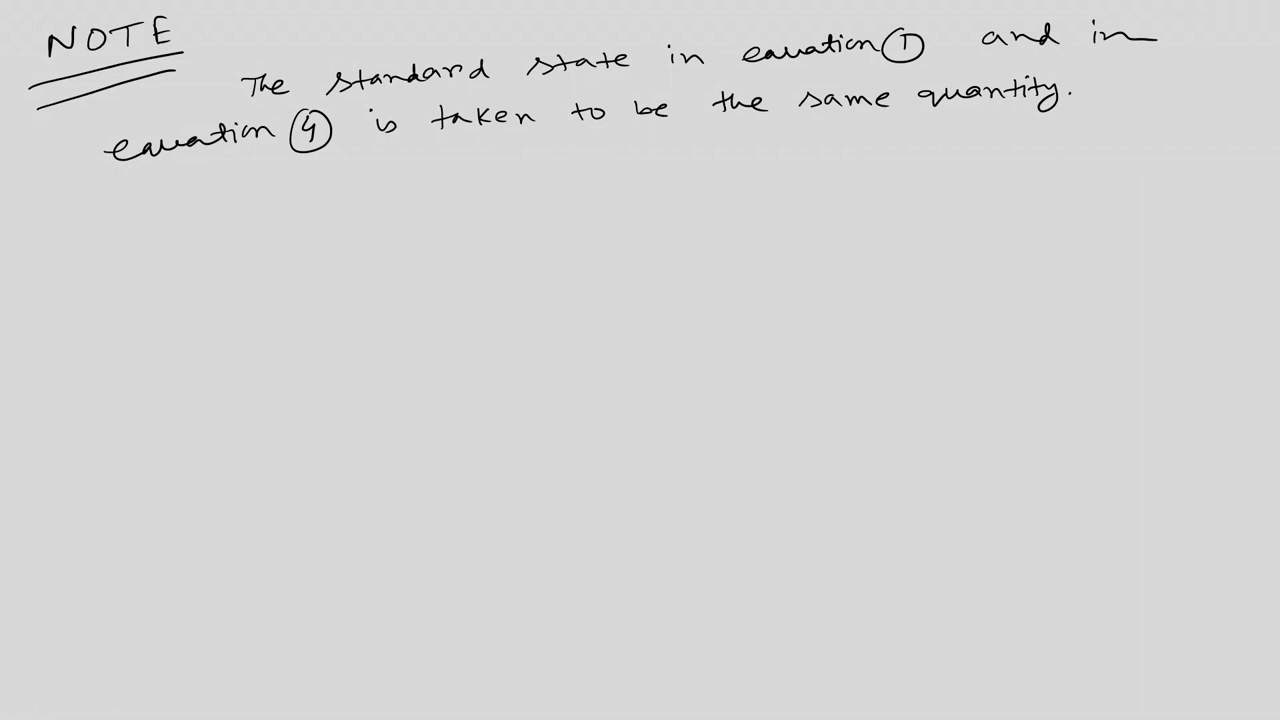 NOTE
The standard state in equation ① and in
equation ④ is taken to be the same quantity.